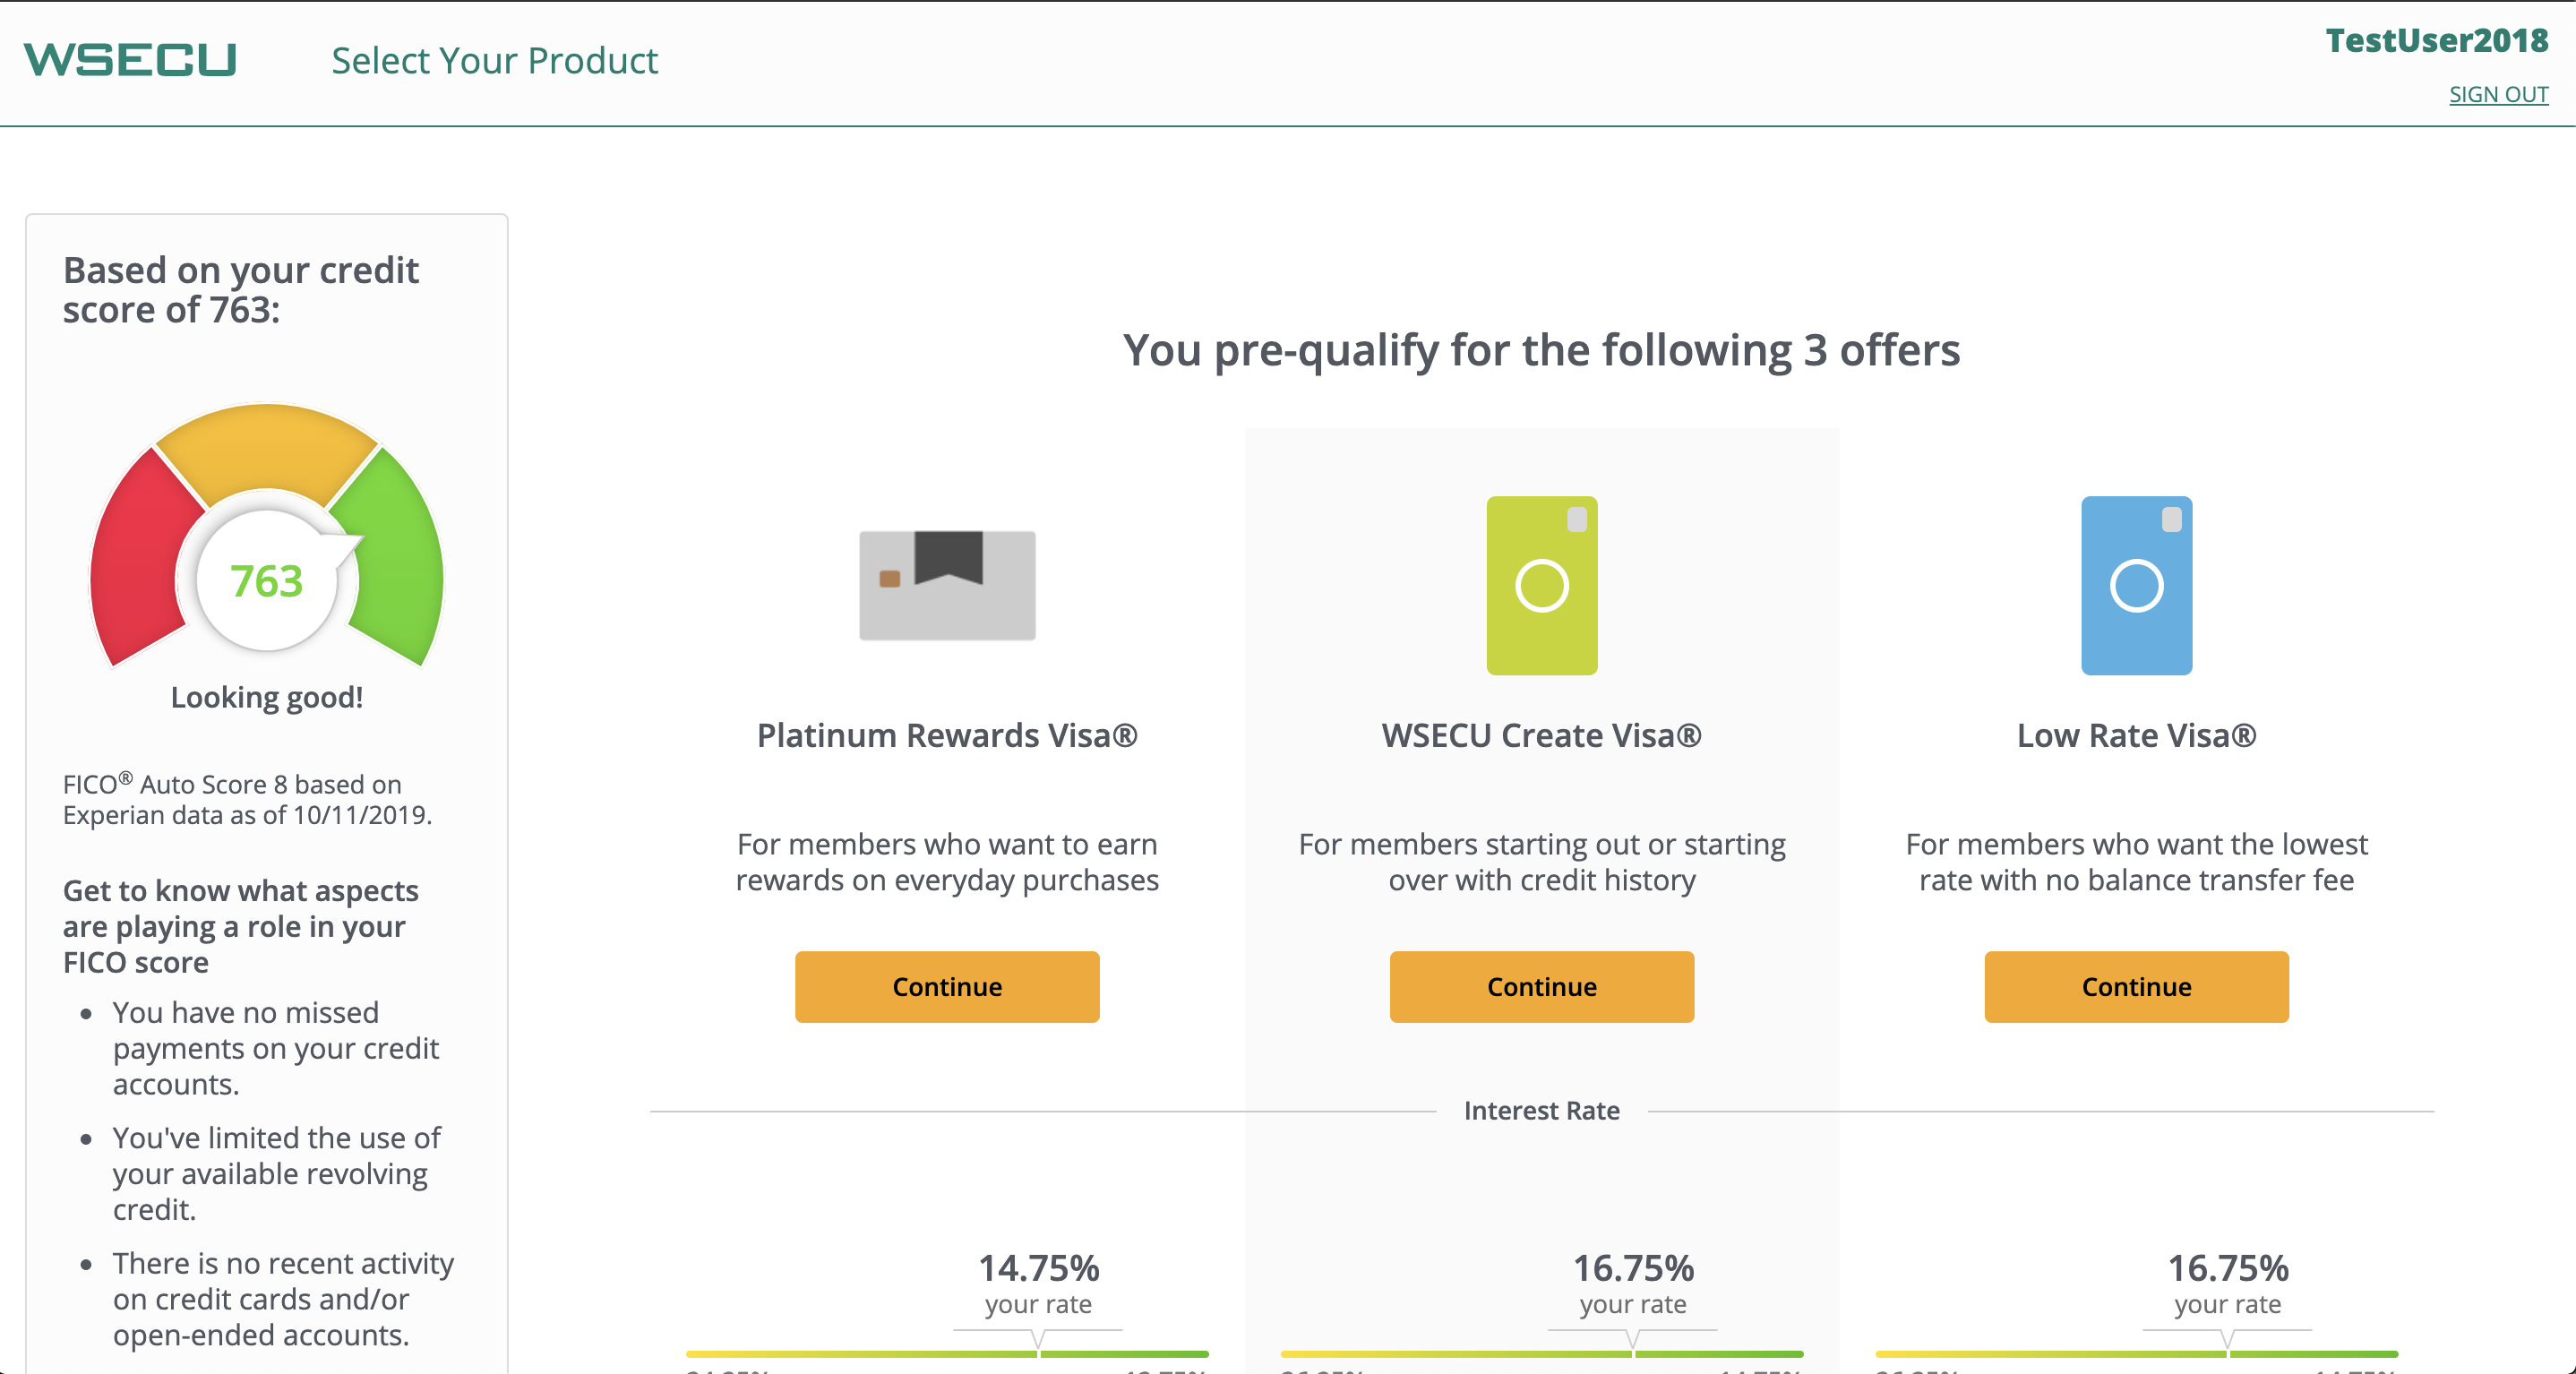 WSECU
Select Your Product
TestUser2018
SIGN OUT
Based on your credit
score of 763:
763
Looking good!
FICO® Auto Score 8 based on
Experian data as of 10/11/2019.
Get to know what aspects
are playing a role in your
FICO score
• You have no missed
payments on your credit
accounts.
• You've limited the use of
your available revolving
credit.
• There is no recent activity
on credit cards and/or
open-ended accounts.
You pre-qualify for the following 3 offers
Platinum Rewards Visa®
For members who want to earn
rewards on everyday purchases
Continue
WSECU Create Visa®
For members starting out or starting
over with credit history
Continue
Low Rate Visa®
For members who want the lowest
rate with no balance transfer fee
Continue
Interest Rate
14.75%
your rate
16.75%
your rate
16.75%
your rate